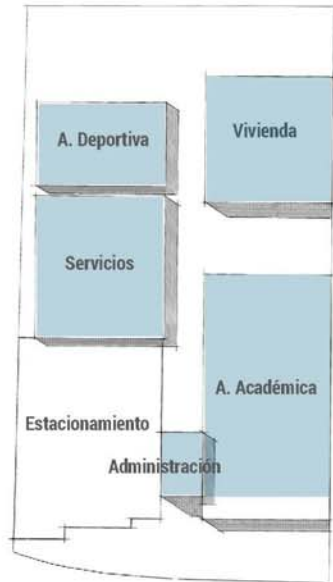 Vivienda
A. Deportiva
Servicios
A. Académica
Estacionamiento
Administración